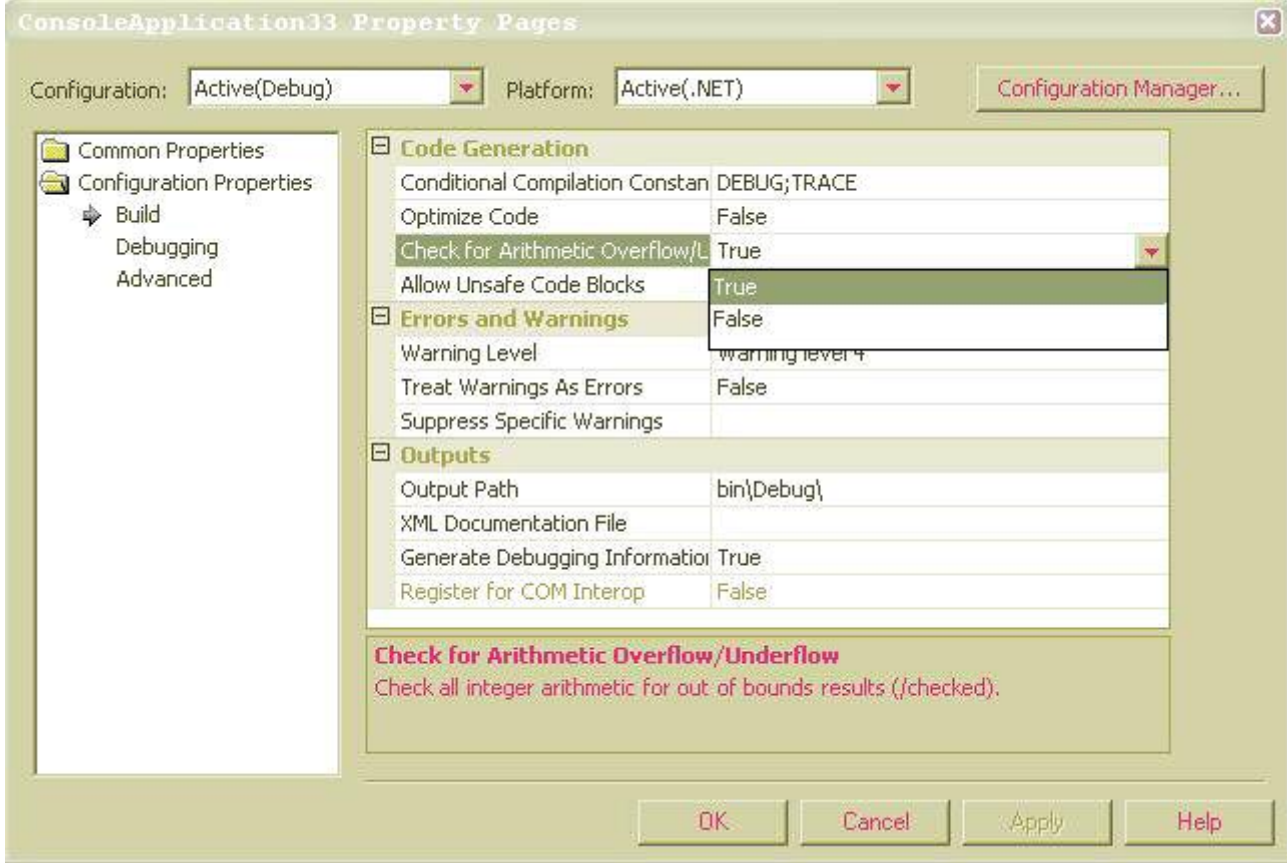 ConsoleApplication33 Property Pages
Configuration: Active(Debug) Platform: Active(.NET) Configuration Manager...
Common Properties
Configuration Properties
Build
Debugging
Advanced
Code Generation
Conditional Compilation Constan DEBUG;TRACE
Optimize Code False
Check for Arithmetic Overflow/U True
Allow Unsafe Code Blocks
True
False
Errors and Warnings
Warning Level Warning level 4
Treat Warnings As Errors False
Suppress Specific Warnings
Outputs
Output Path bin\Debug\
XML Documentation File
Generate Debugging Information True
Register for COM Interop False
Check for Arithmetic Overflow/Underflow
Check all integer arithmetic for out of bounds results (/checked).
OK Cancel Apply Help